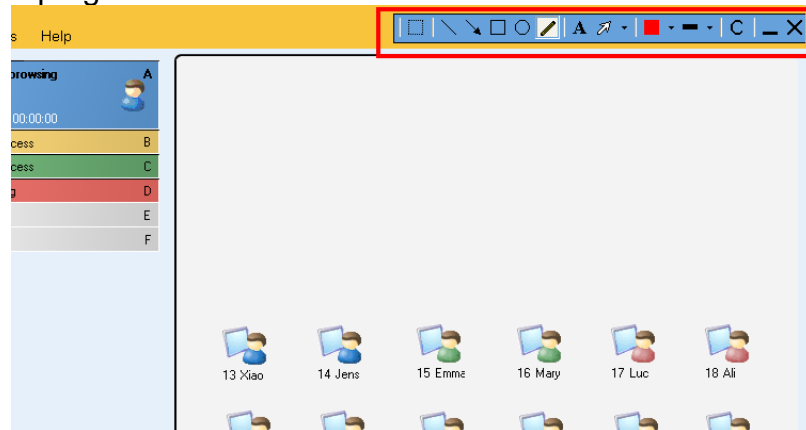 s Help
browsing A
00:00:00
cess B
cess C
g D
E
F
A
C
13 Xiao 14 Jens 15 Emma 16 Mary 17 Luc 18 Ali